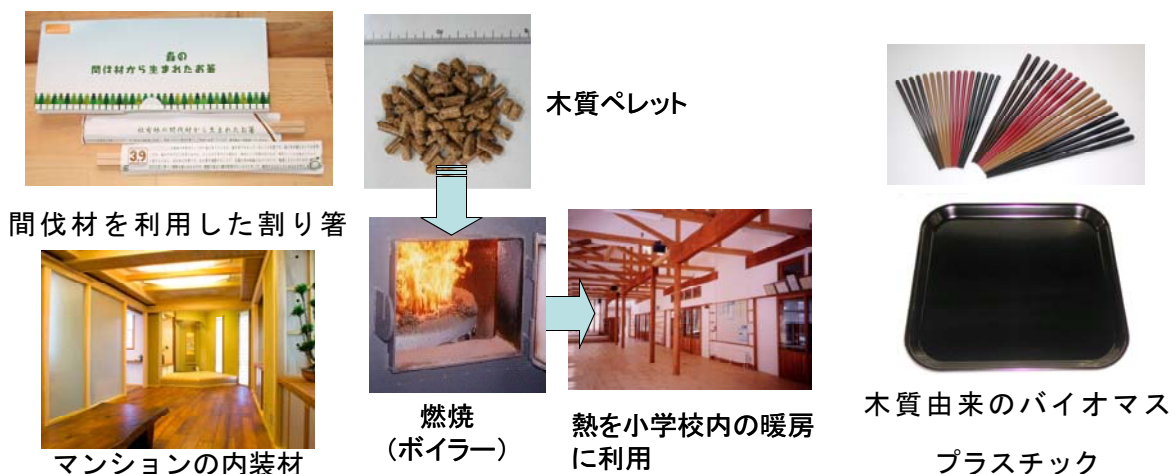 森の
間伐材から生まれたお箸
3.9
間伐材を利用した割り箸
マンションの内装材
木質ペレット
燃焼
(ボイラー)
熱を小学校内の暖房
に利用
木質由来のバイオマス
プラスチック